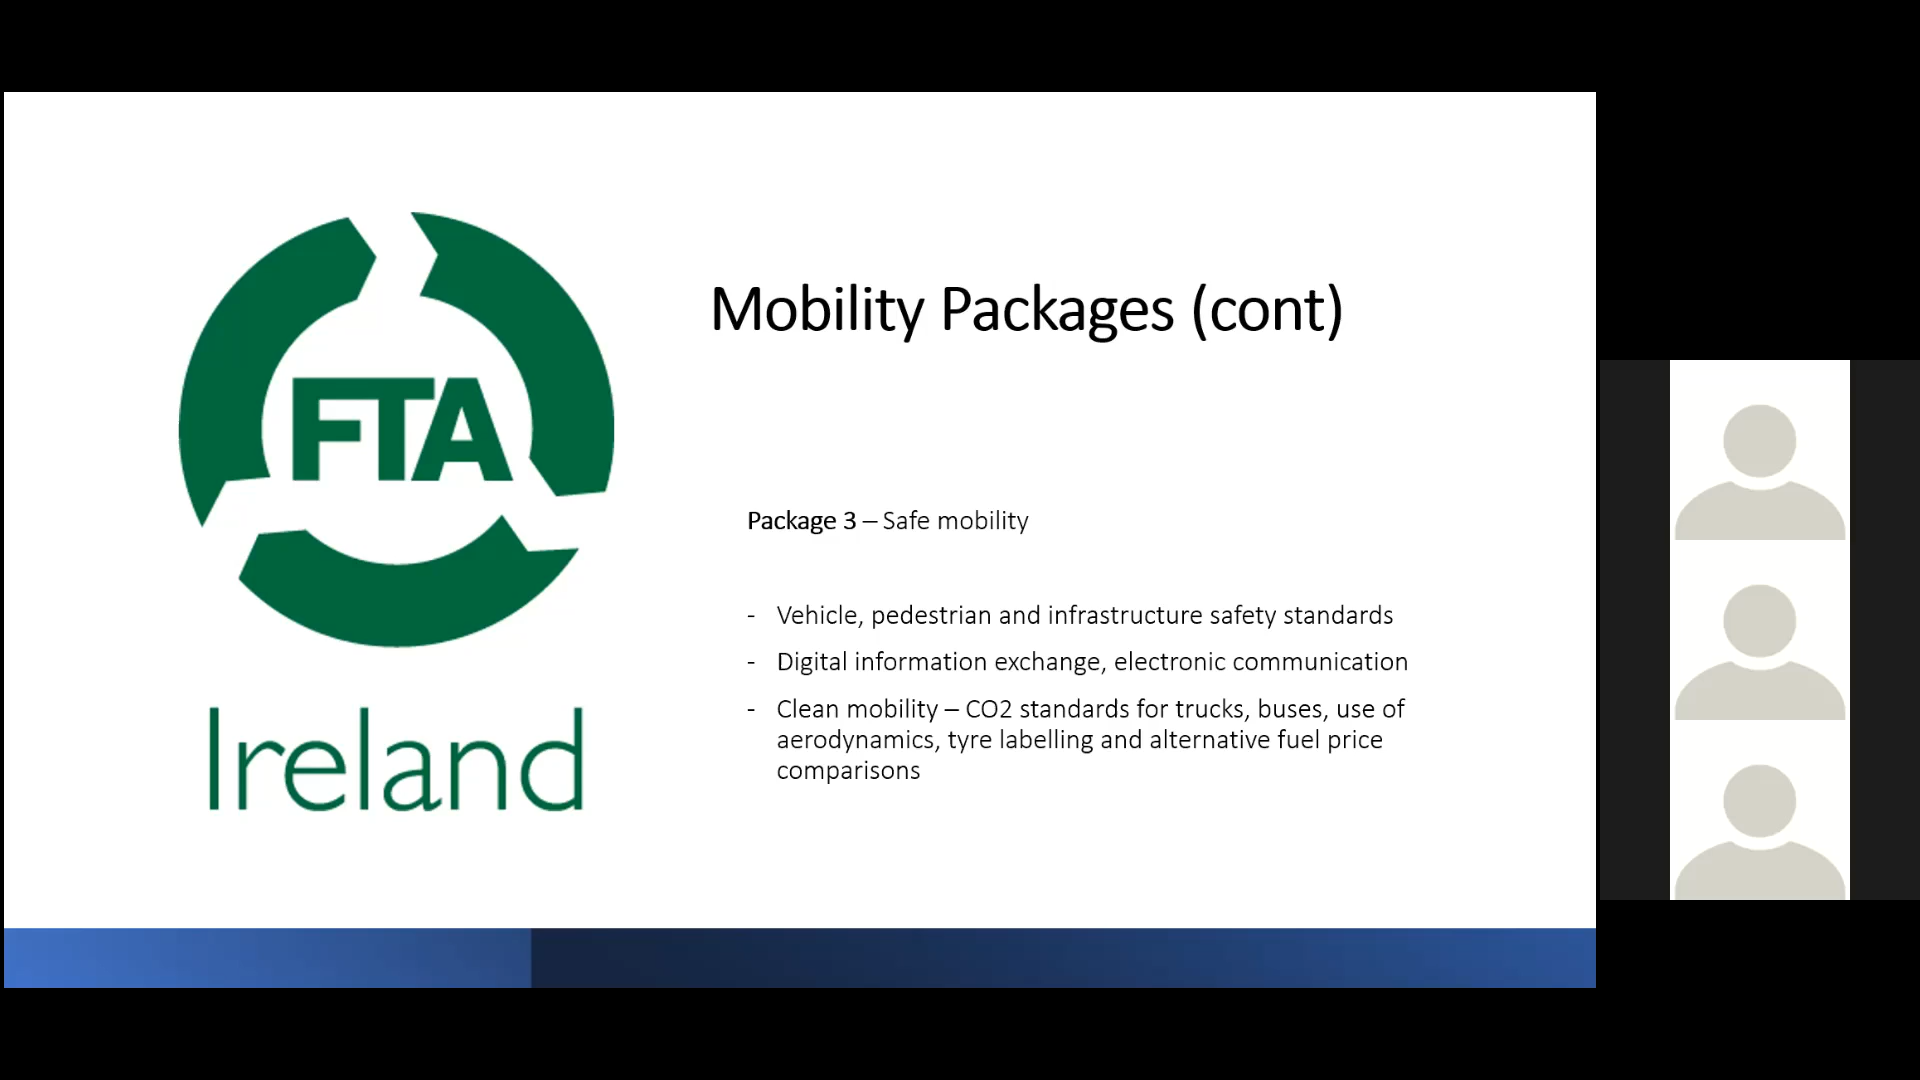 FTA
Ireland
Mobility Packages (cont)
Package 3 – Safe mobility
- Vehicle, pedestrian and infrastructure safety standards
- Digital information exchange, electronic communication
- Clean mobility – CO2 standards for trucks, buses, use of
aerodynamics, tyre labelling and alternative fuel price
comparisons